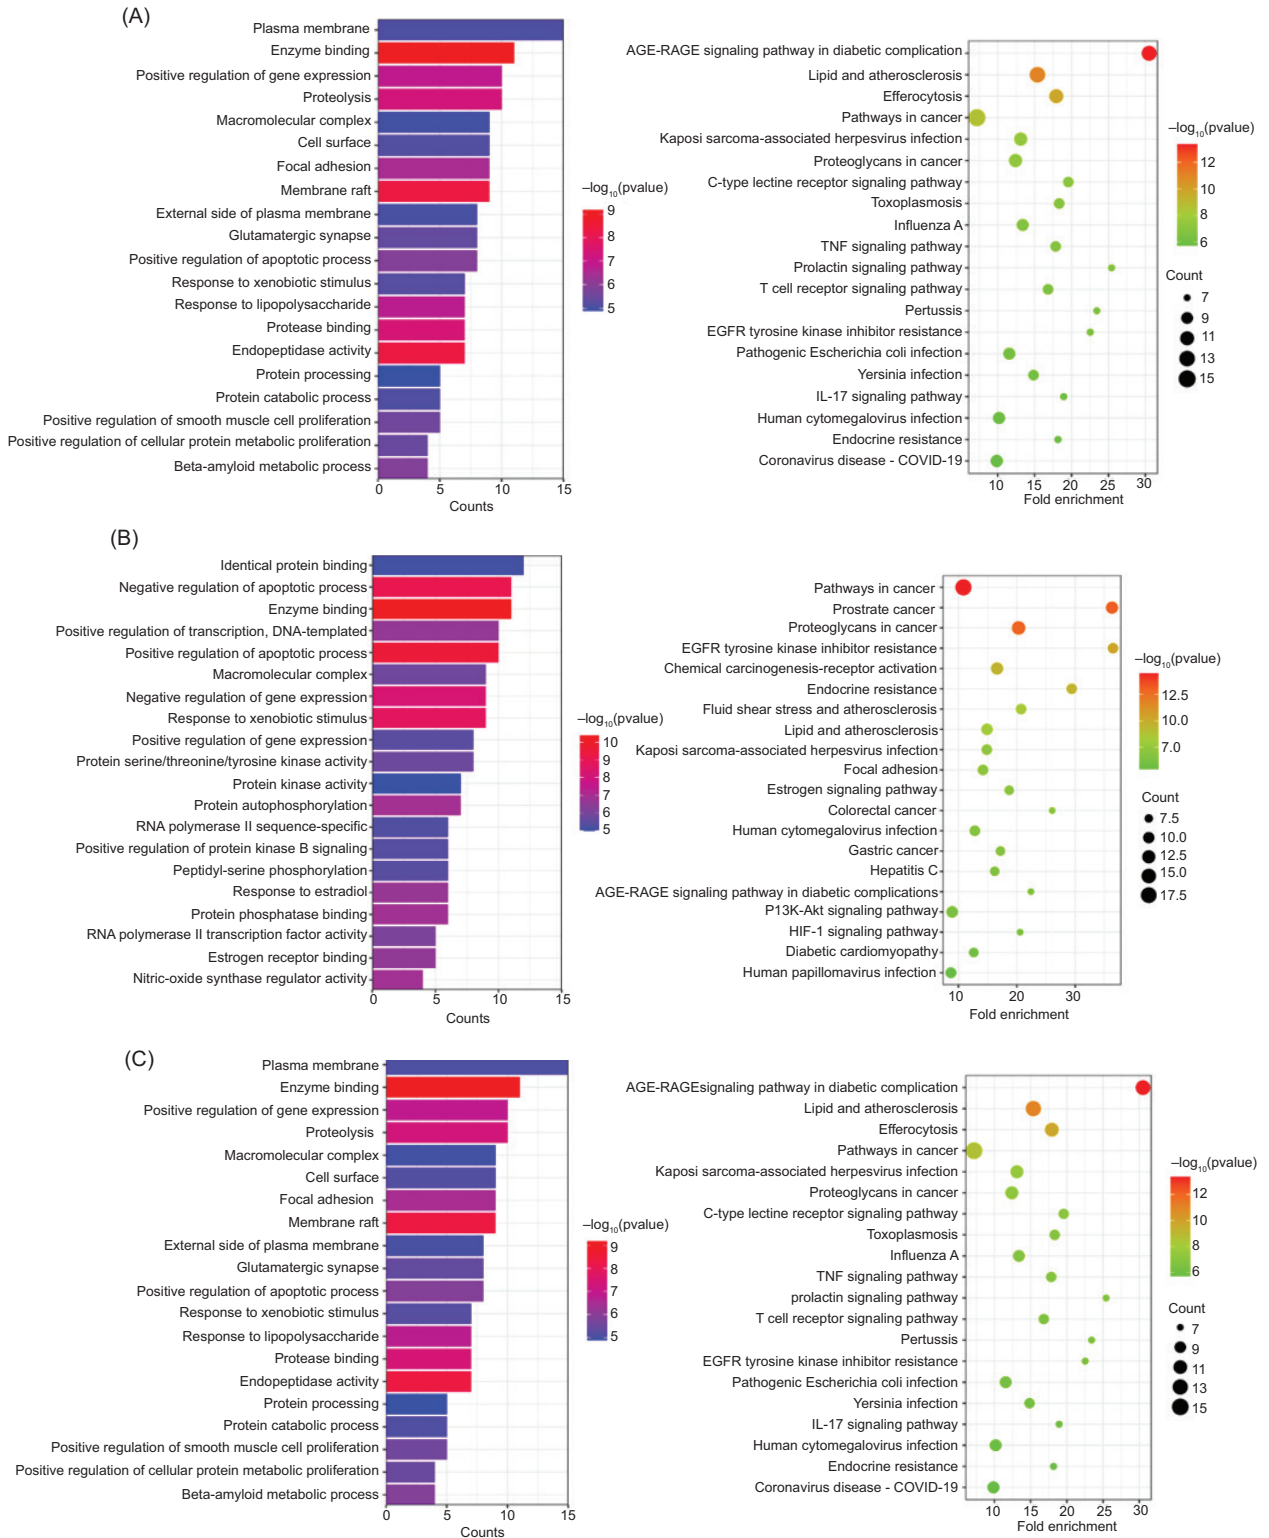 (A)
Plasma membrane
Enzyme binding
Positive regulation of gene expression
Proteolysis
Macromolecular complex
Cell surface
Focal adhesion
Membrane raft
External side of plasma membrane
Glutamatergic synapse
Positive regulation of apoptotic process
Response to xenobiotic stimulus
Response to lipopolysaccharide
Protease binding
Endopeptidase activity
Protein processing
Protein catabolic process
Positive regulation of smooth muscle cell proliferation
Positive regulation of cellular protein metabolic proliferation
Beta-amyloid metabolic process
0 5 10 15
Counts
–log10(pvalue)
9
8
7
6
5
AGE-RAGE signaling pathway in diabetic complication
Lipid and atherosclerosis
Efferocytosis
Pathways in cancer
Kaposi sarcoma-associated herpesvirus infection
Proteoglycans in cancer
C-type lectine receptor signaling pathway
Toxoplasmosis
Influenza A
TNF signaling pathway
Prolactin signaling pathway
T cell receptor signaling pathway
Pertussis
EGFR tyrosine kinase inhibitor resistance
Pathogenic Escherichia coli infection
Yersinia infection
IL-17 signaling pathway
Human cytomegalovirus infection
Endocrine resistance
Coronavirus disease - COVID-19
10 15 20 25 30
Fold enrichment
–log10(pvalue)
12
10
8
6
Count
7
9
11
13
15
(B)
Identical protein binding
Negative regulation of apoptotic process
Enzyme binding
Positive regulation of transcription, DNA-templated
Positive regulation of apoptotic process
Macromolecular complex
Negative regulation of gene expression
Response to xenobiotic stimulus
Positive regulation of gene expression
Protein serine/threonine/tyrosine kinase activity
Protein kinase activity
Protein autophosphorylation
RNA polymerase II sequence-specific
Positive regulation of protein kinase B signaling
Peptidyl-serine phosphorylation
Response to estradiol
Protein phosphatase binding
RNA polymerase II transcription factor activity
Estrogen receptor binding
Nitric-oxide synthase regulator activity
0 5 10 15
Counts
–log10(pvalue)
10
9
8
7
6
5
Pathways in cancer
Prostrate cancer
Proteoglycans in cancer
EGFR tyrosine kinase inhibitor resistance
Chemical carcinogenesis-receptor activation
Endocrine resistance
Fluid shear stress and atherosclerosis
Lipid and atherosclerosis
Kaposi sarcoma-associated herpesvirus infection
Focal adhesion
Estrogen signaling pathway
Colorectal cancer
Human cytomegalovirus infection
Gastric cancer
Hepatitis C
AGE-RAGE signaling pathway in diabetic complications
P13K-Akt signaling pathway
HIF-1 signaling pathway
Diabetic cardiomyopathy
Human papillomavirus infection
10 20 30
Fold enrichment
–log10(pvalue)
12.5
10.0
7.0
Count
7.5
10.0
12.5
15.0
17.5
(C)
Plasma membrane
Enzyme binding
Positive regulation of gene expression
Proteolysis
Macromolecular complex
Cell surface
Focal adhesion
Membrane raft
External side of plasma membrane
Glutamatergic synapse
Positive regulation of apoptotic process
Response to xenobiotic stimulus
Response to lipopolysaccharide
Protease binding
Endopeptidase activity
Protein processing
Protein catabolic process
Positive regulation of smooth muscle cell proliferation
Positive regulation of cellular protein metabolic proliferation
Beta-amyloid metabolic process
0 5 10 15
Counts
–log10(pvalue)
9
8
7
6
5
AGE-RAGEsignaling pathway in diabetic complication
Lipid and atherosclerosis
Efferocytosis
Pathways in cancer
Kaposi sarcoma-associated herpesvirus infection
Proteoglycans in cancer
C-type lectine receptor signaling pathway
Toxoplasmosis
Influenza A
TNF signaling pathway
prolactin signaling pathway
T cell receptor signaling pathway
Pertussis
EGFR tyrosine kinase inhibitor resistance
Pathogenic Escherichia coli infection
Yersinia infection
IL-17 signaling pathway
Human cytomegalovirus infection
Endocrine resistance
Coronavirus disease - COVID-19
10 15 20 25 30
Fold enrichment
–log10(pvalue)
12
10
8
6
Count
7
9
11
13
15